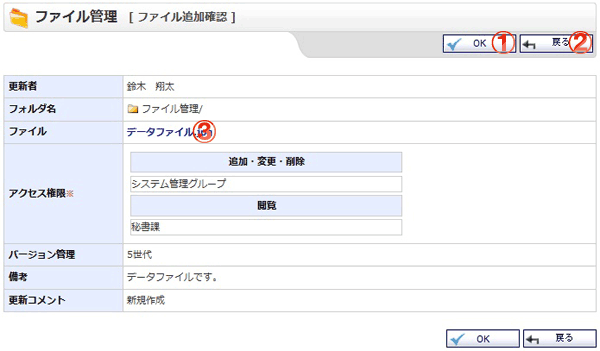 ファイル管理 [ ファイル追加確認 ]
OK ① 戻る ②
更新者 鈴木 翔太
フォルダ名 ファイル管理/
ファイル データファイル ③
アクセス権限※
追加・変更・削除
システム管理グループ
閲覧
秘書課
バージョン管理 5世代
備考 データファイルです。
更新コメント 新規作成
OK 戻る